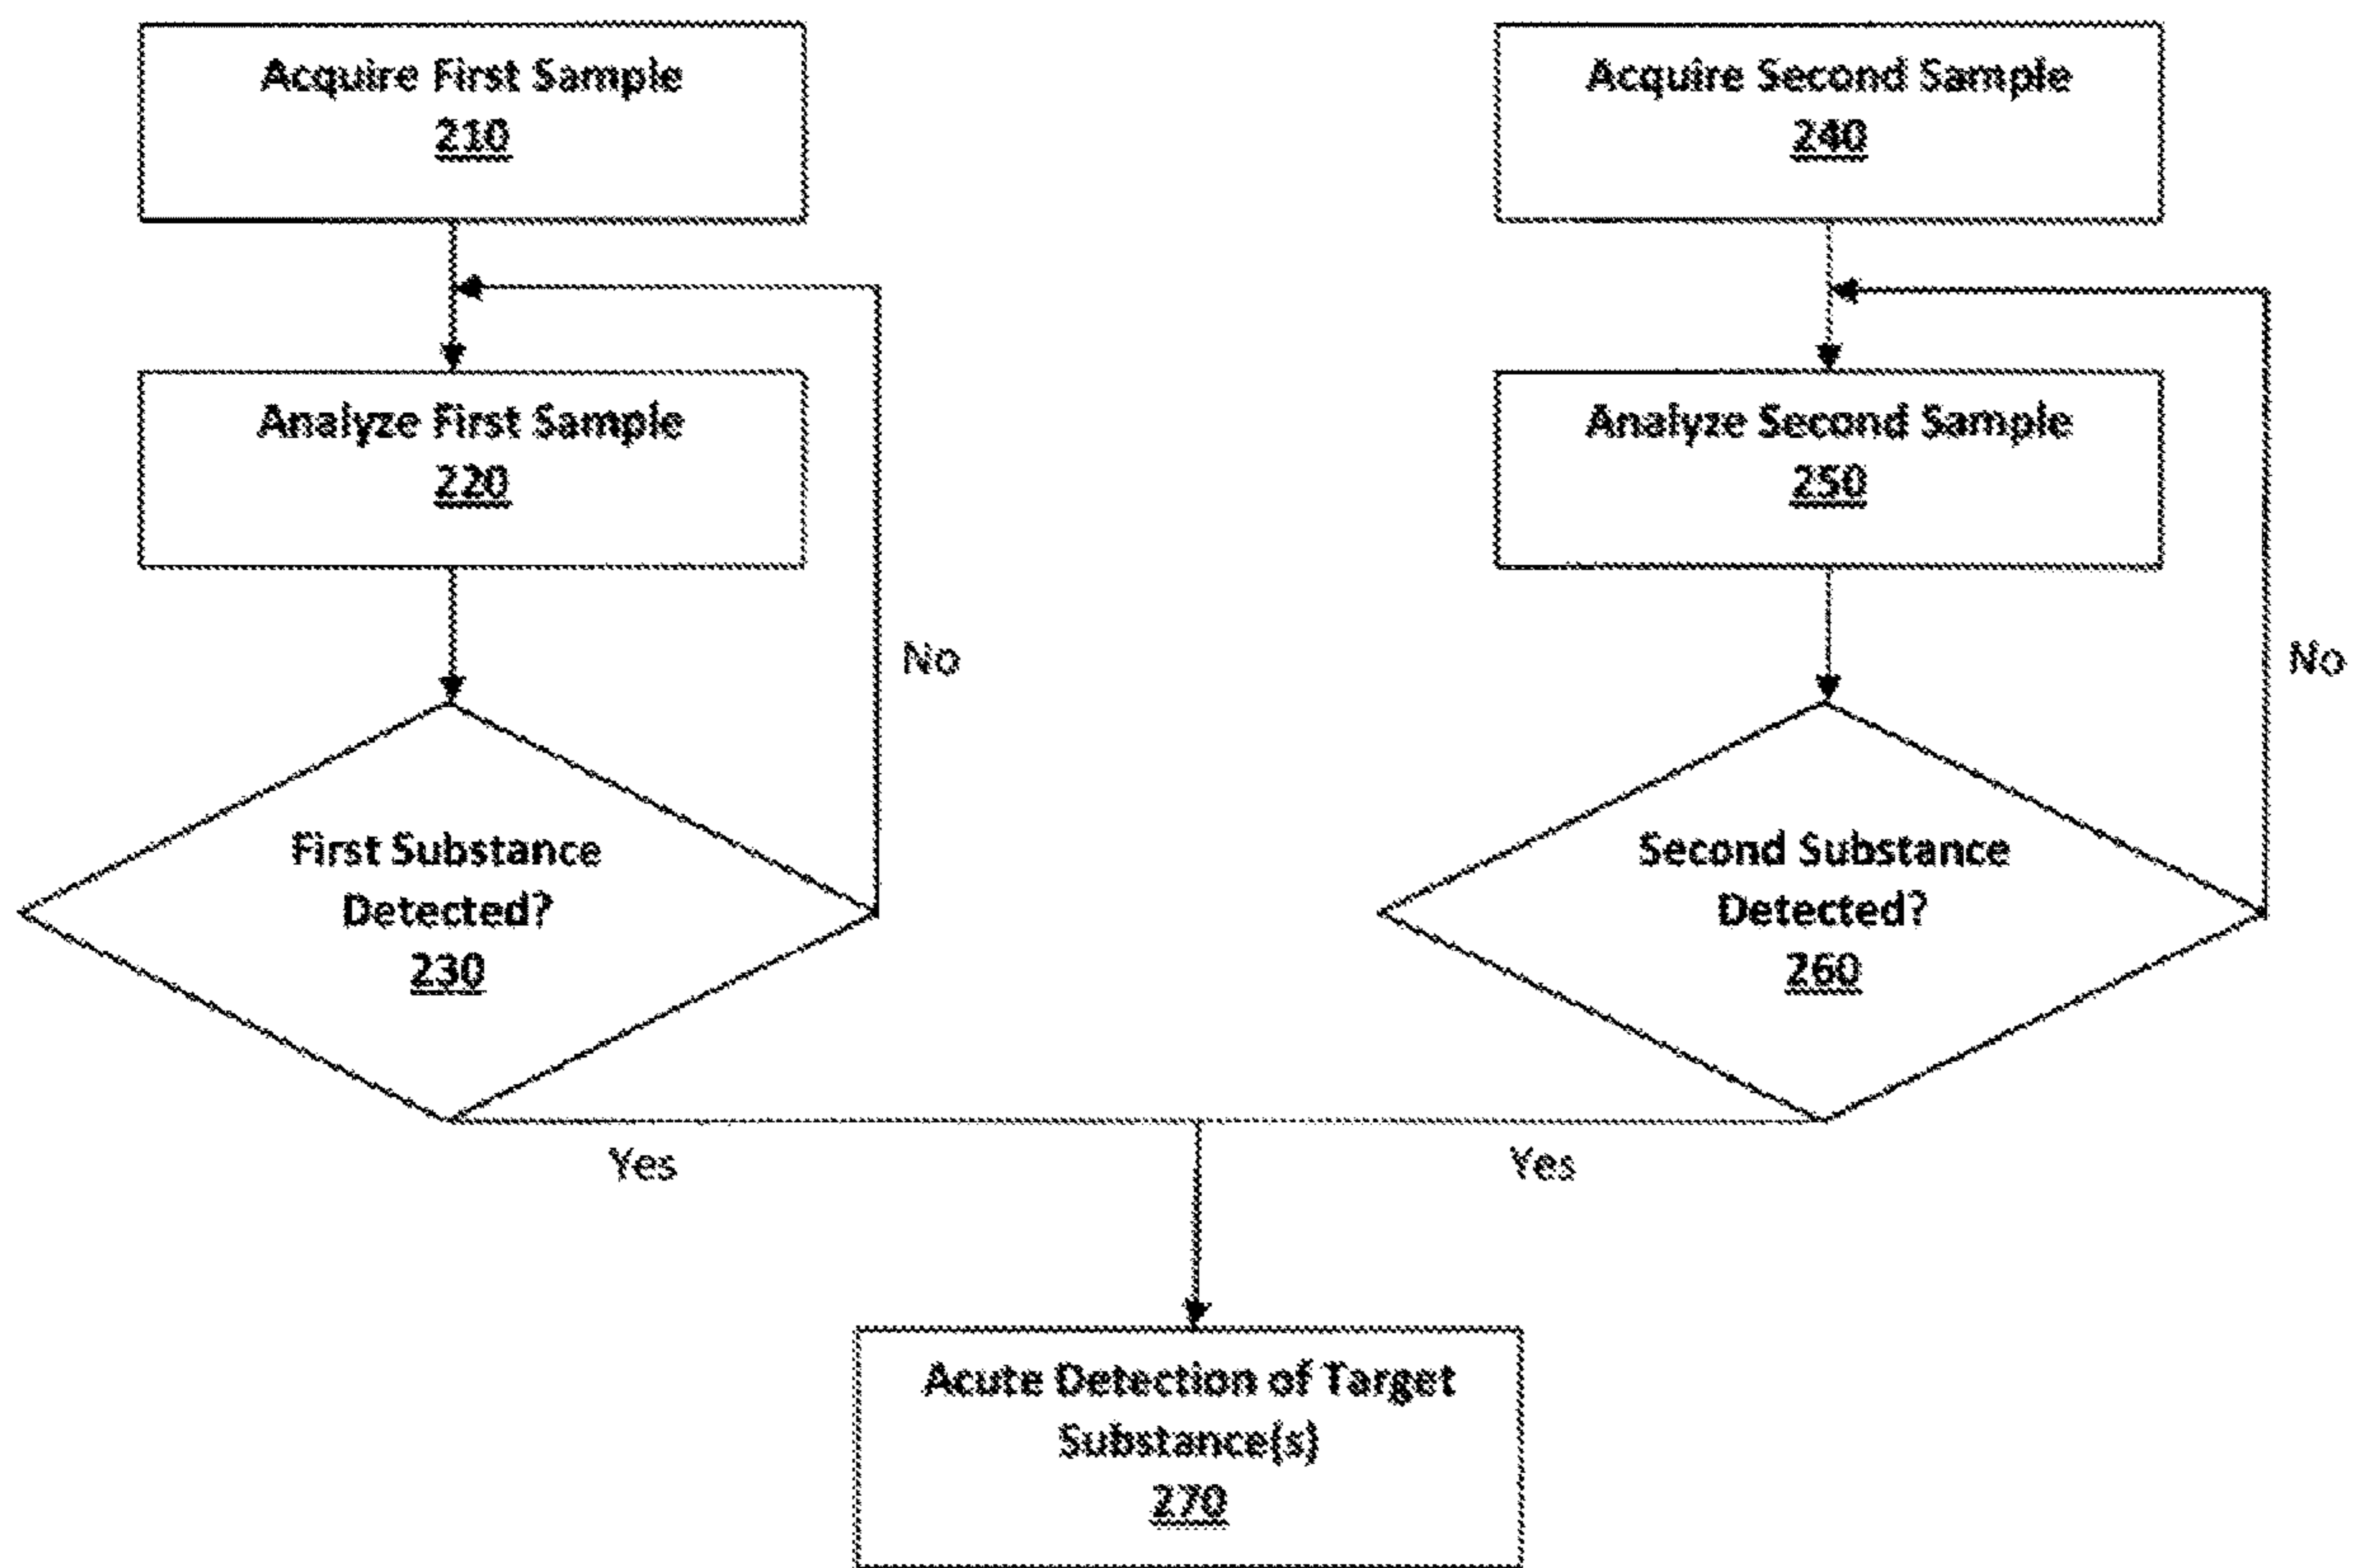 Acquire First Sample
210
Acquire Second Sample
240
Analyze First Sample
220
Analyze Second Sample
250
No
No
First Substance
Detected?
230
Second Substance
Detected?
260
Yes
Yes
Acute Detection of Target
Substance(s)
270